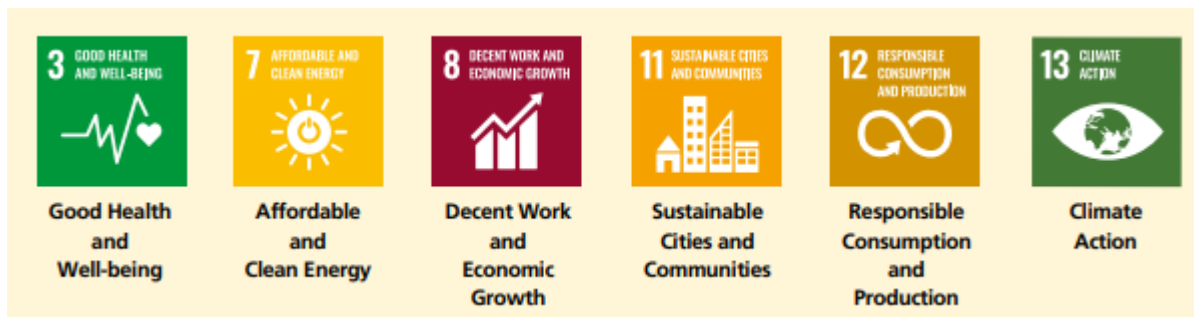 3 GOOD HEALTH
AND WELL-BEING
7 AFFORDABLE AND
CLEAN ENERGY
8 DECENT WORK AND
ECONOMIC GROWTH
11 SUSTAINABLE CITIES
AND COMMUNITIES
12 RESPONSIBLE
CONSUMPTION
AND PRODUCTION
13 CLIMATE
ACTION
Good Health
and
Well-being
Affordable
and
Clean Energy
Decent Work
and
Economic
Growth
Sustainable
Cities and
Communities
Responsible
Consumption
and
Production
Climate
Action